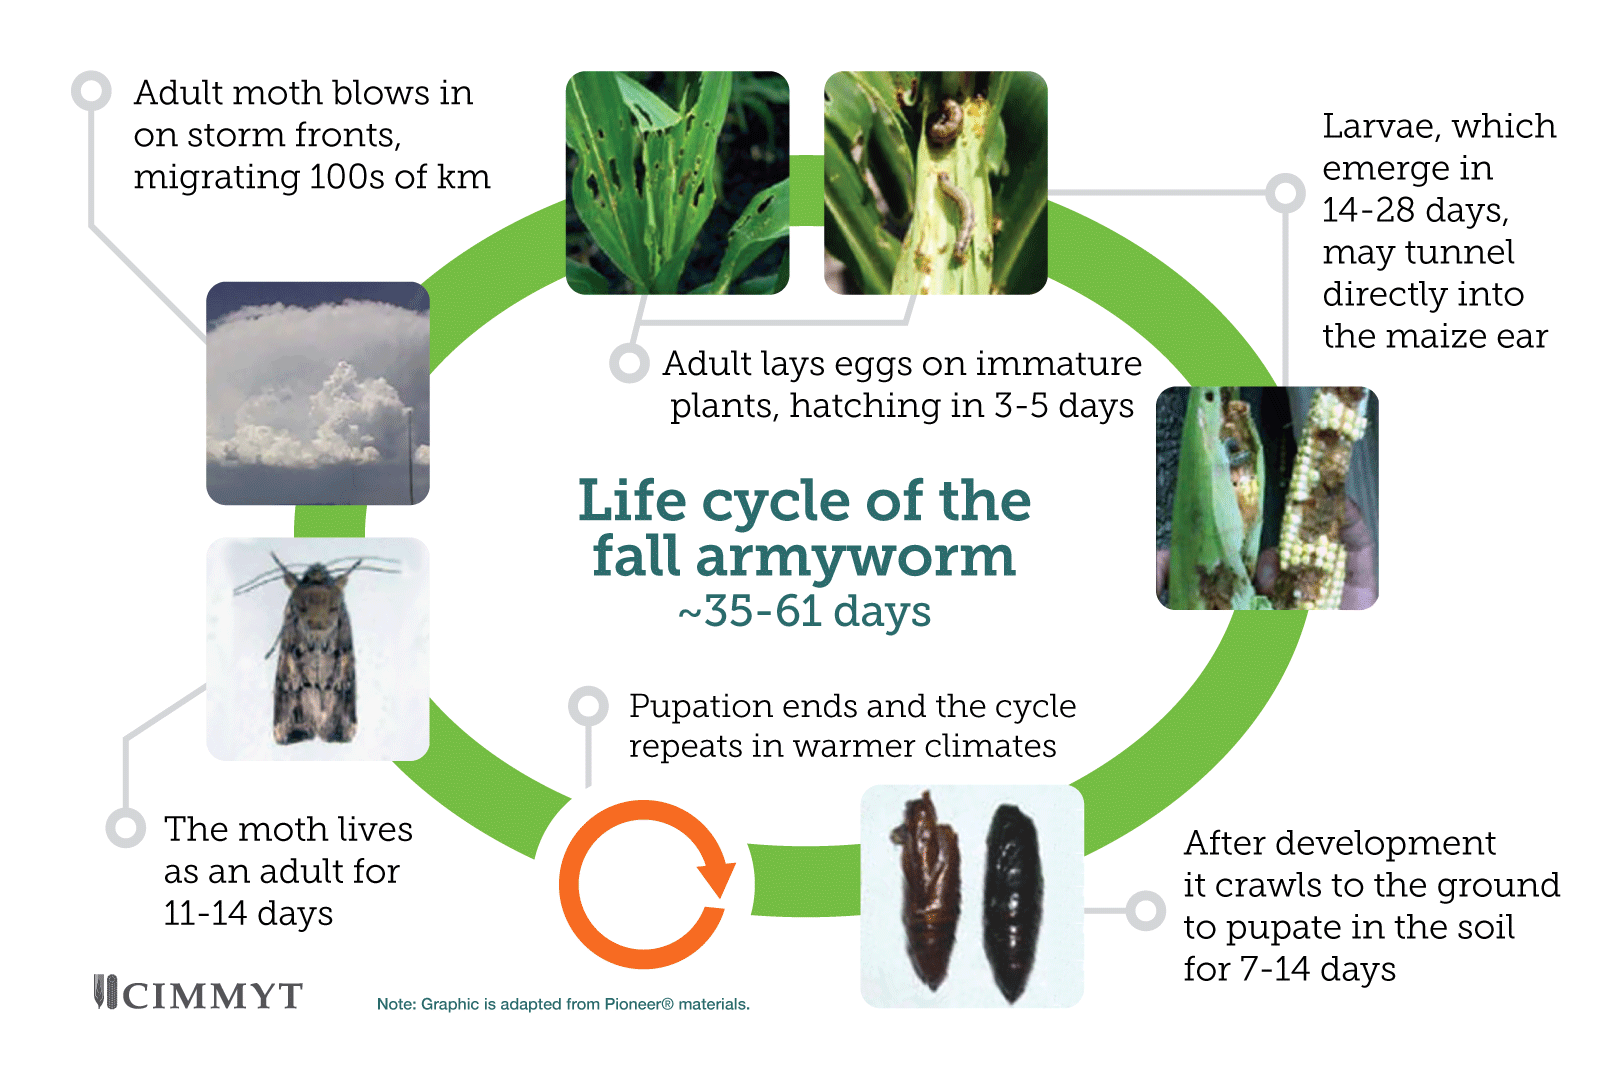 Adult moth blows in
on storm fronts,
migrating 100s of km
Larvae, which
emerge in
14-28 days,
may tunnel
directly into
the maize ear
Adult lays eggs on immature
plants, hatching in 3-5 days
Life cycle of the
fall armyworm
~35-61 days
Pupation ends and the cycle
repeats in warmer climates
The moth lives
as an adult for
11-14 days
After development
it crawls to the ground
to pupate in the soil
for 7-14 days
CIMMYT
Note: Graphic is adapted from Pioneer® materials.